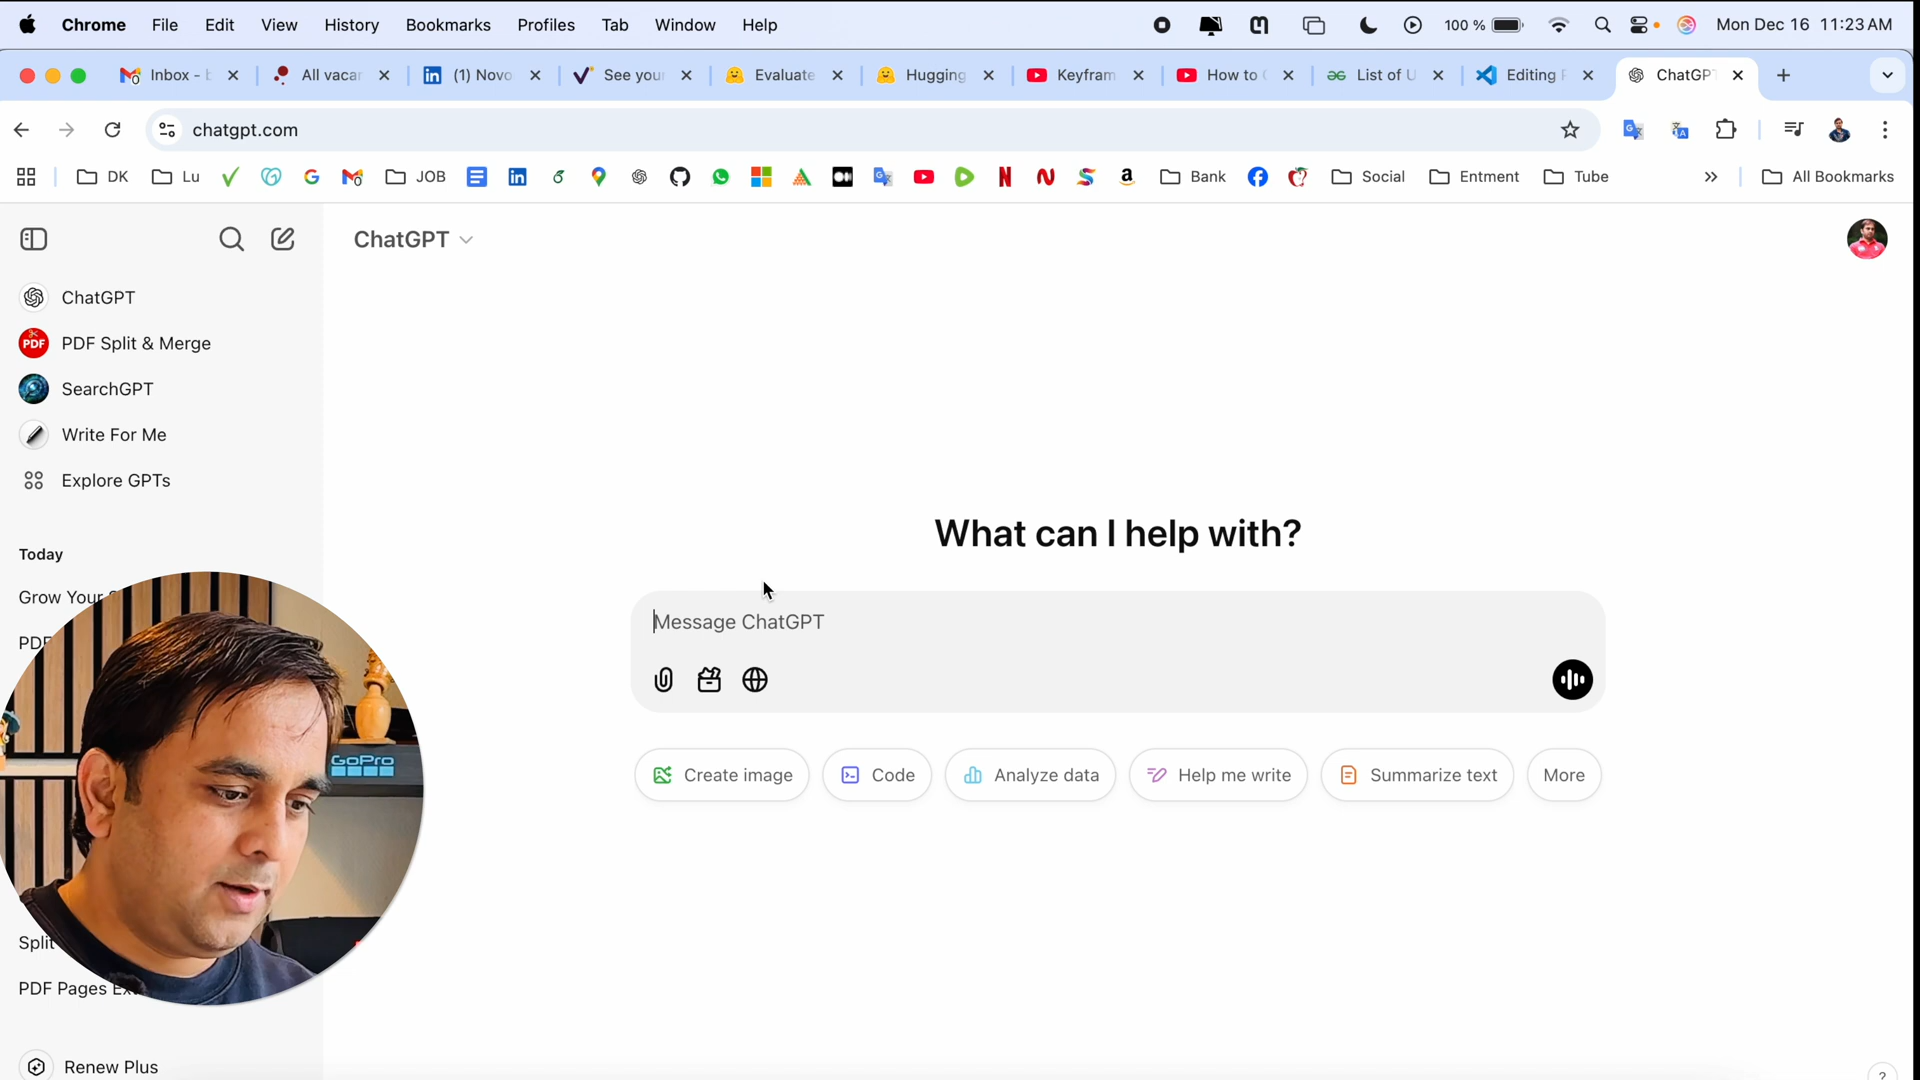 Chrome File Edit View History Bookmarks Profiles Tab Window Help 100 % Mon Dec 16 11:23 AM
Inbox - All vacar (1) Novo See your Evaluate Hugging Keyfram How to List of U Editing ChatGP
chatgpt.com
DK Lu JOB Bank Social Entment Tube All Bookmarks
ChatGPT
ChatGPT
PDF Split & Merge
SearchGPT
Write For Me
Explore GPTs
What can I help with?
Today
Grow Your
Message ChatGPT
PDF
GoPro
Create image Code Analyze data Help me write Summarize text More
Split
PDF Pages
Renew Plus
?